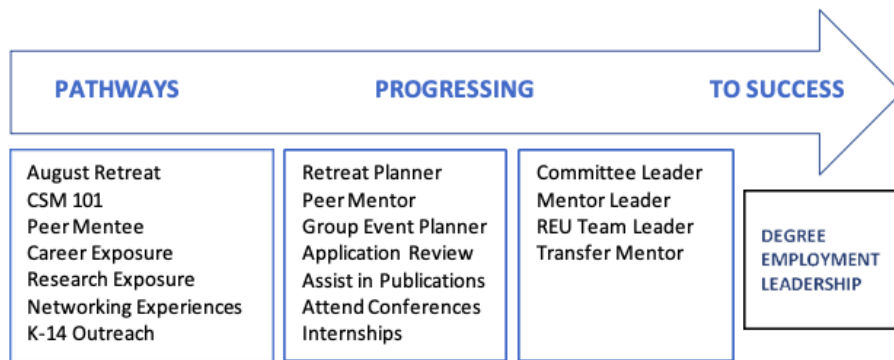 PATHWAYS PROGRESSING TO SUCCESS
August Retreat
CSM 101
Peer Mentee
Career Exposure
Research Exposure
Networking Experiences
K-14 Outreach
Retreat Planner
Peer Mentor
Group Event Planner
Application Review
Assist in Publications
Attend Conferences
Internships
Committee Leader
Mentor Leader
REU Team Leader
Transfer Mentor
DEGREE
EMPLOYMENT
LEADERSHIP